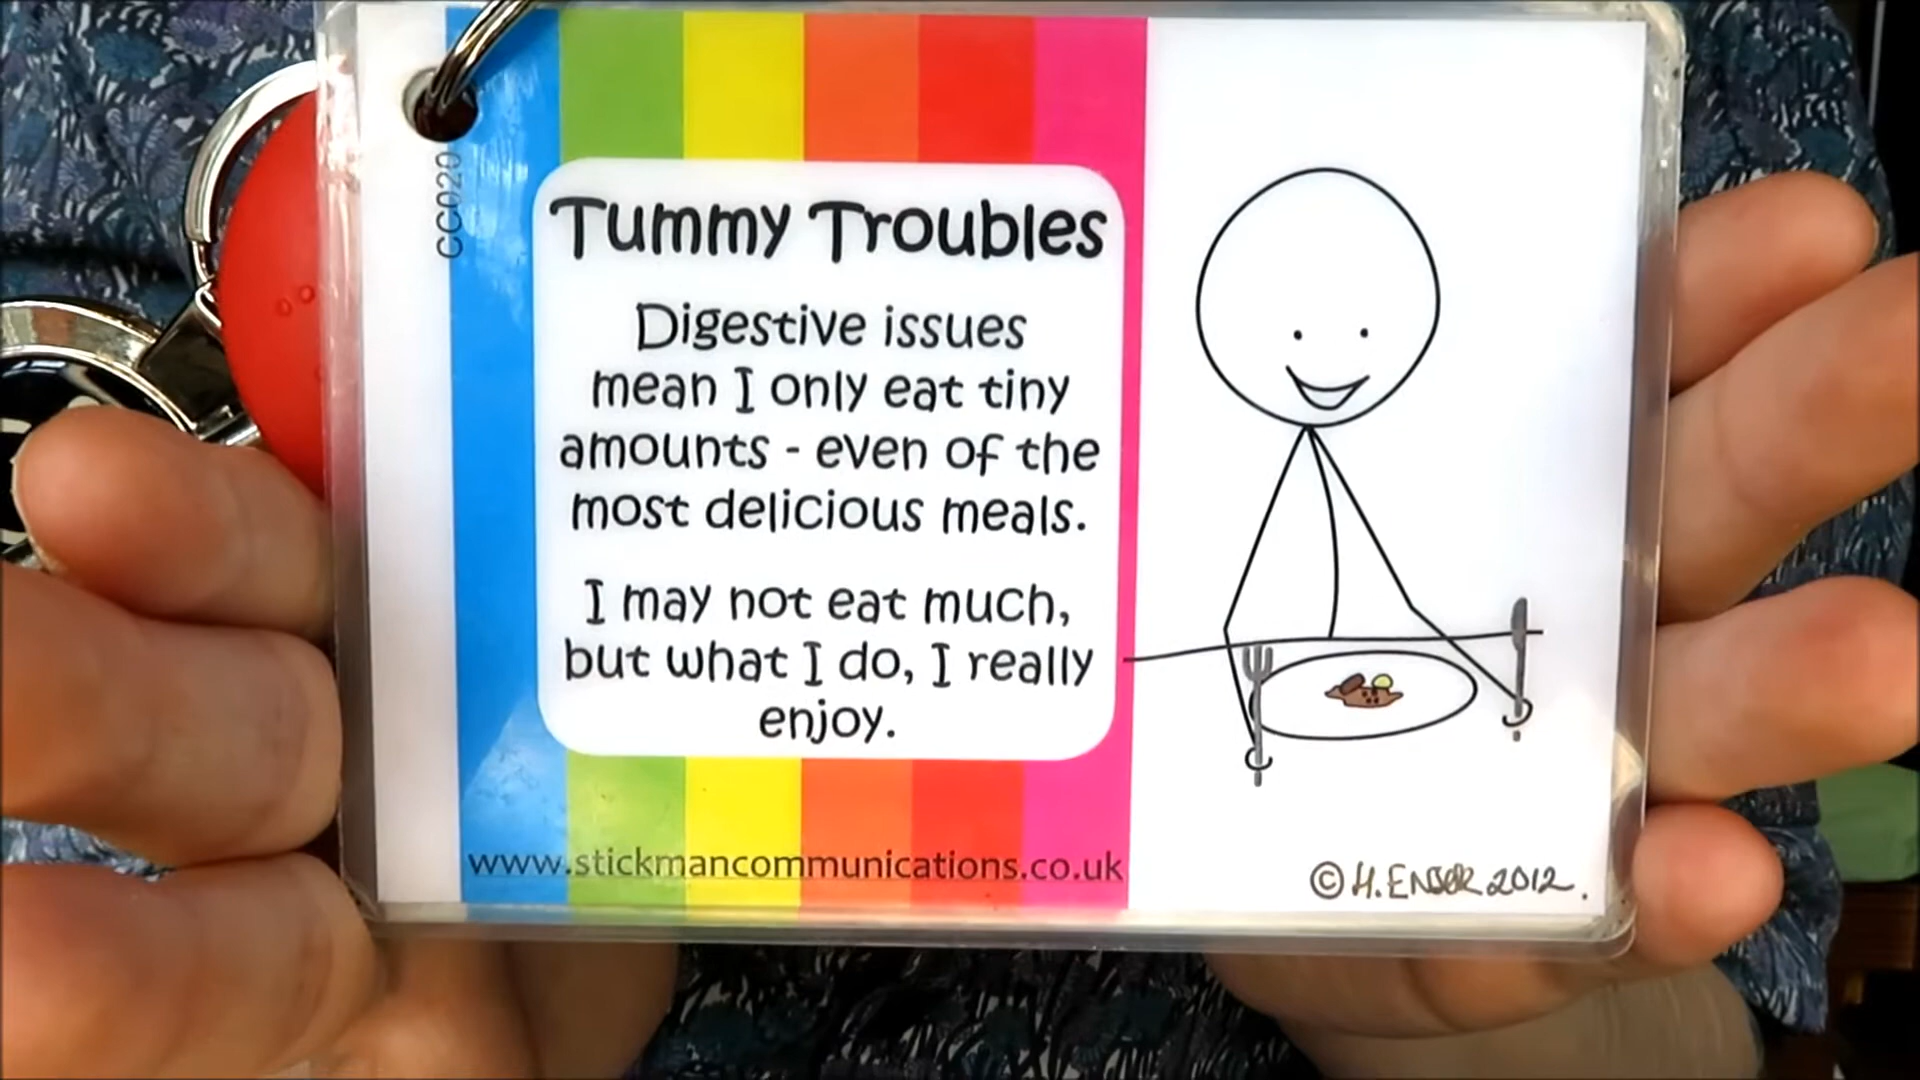 CC020
Tummy Troubles
Digestive issues
mean I only eat tiny
amounts - even of the
most delicious meals.
I may not eat much,
but what I do, I really
enjoy.
www.stickmancommunications.co.uk
© H. ENSOR 2012.